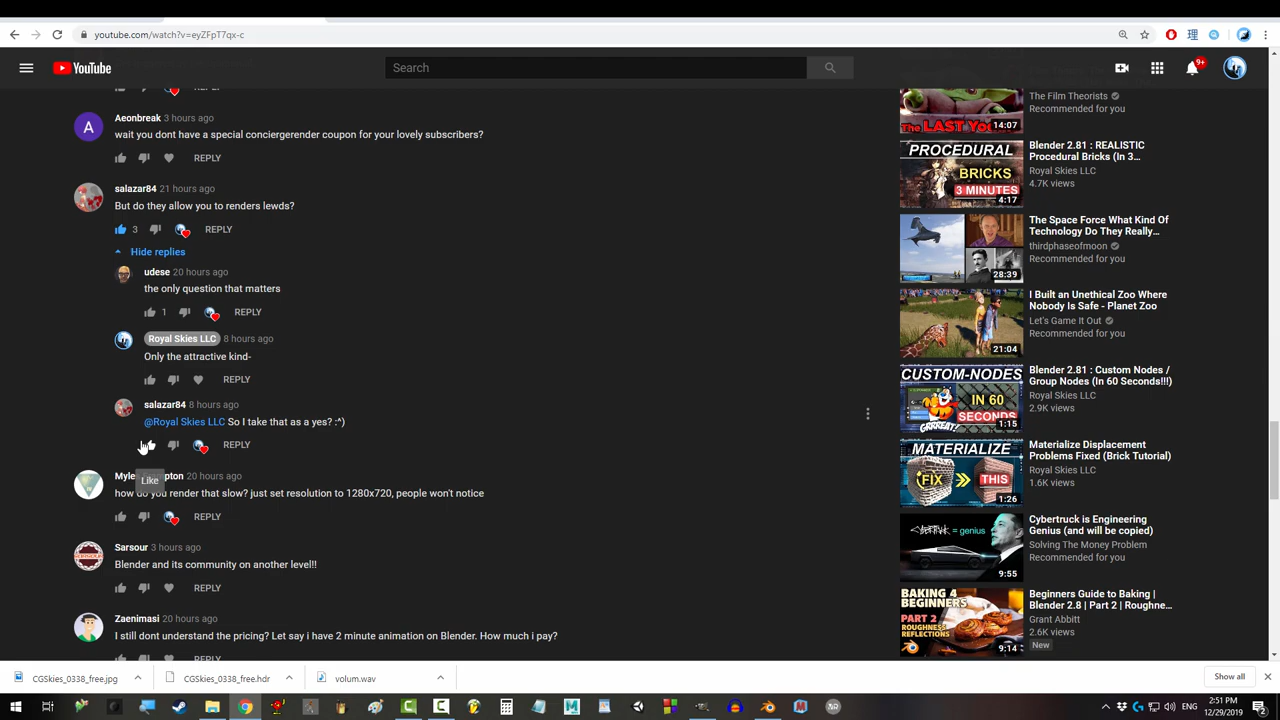 youtube.com/watch?v=eyZFpT7qx-c
YouTube
Search
9+
REPLY
Aeonbreak 3 hours ago
wait you dont have a special conciergerender coupon for your lovely subscribers?
REPLY
salazar84 21 hours ago
But do they allow you to renders lewds?
3 REPLY
Hide replies
udese 20 hours ago
the only question that matters
1 REPLY
Royal Skies LLC 8 hours ago
Only the attractive kind-
REPLY
salazar84 8 hours ago
@Royal Skies LLC So I take that as a yes? :^)
REPLY
Like
20 hours ago
how do you render that slow? just set resolution to 1280x720, people won't notice
REPLY
Sarsour 3 hours ago
Blender and its community on another level!!
REPLY
Zaenimasi 20 hours ago
I still dont understand the pricing? Let say i have 2 minute animation on Blender. How much i pay?
REPLY
The LAST
14:07
The Film Theorists
Recommended for you
PROCEDURAL
BRICKS
3 MINUTES
4:17
Blender 2.81 : REALISTIC
Procedural Bricks (In 3…
Royal Skies LLC
4.7K views
28:39
The Space Force What Kind Of
Technology Do They Really…
thirdphaseofmoon
Recommended for you
21:04
I Built an Unethical Zoo Where
Nobody Is Safe - Planet Zoo
Let's Game It Out
Recommended for you
CUSTOM-NODES
IN 60
SECONDS
GRRREAT!
1:15
Blender 2.81 : Custom Nodes /
Group Nodes (In 60 Seconds!!!)
Royal Skies LLC
2.9K views
MATERIALIZE
FIX
THIS
1:26
Materialize Displacement
Problems Fixed (Brick Tutorial)
Royal Skies LLC
1.6K views
CYBERTRUCK = genius
9:55
Cybertruck is Engineering
Genius (and will be copied)
Solving The Money Problem
Recommended for you
BAKING 4
BEGINNERS
PART 2
ROUGHNESS
REFLECTIONS
9:14
Beginners Guide to Baking |
Blender 2.8 | Part 2 | Roughne…
Grant Abbitt
2.6K views
New
CGSkies_0338_free.jpg
CGSkies_0338_free.hdr
volum.wav
Show all
ENG
2:51 PM
12/29/2019
2